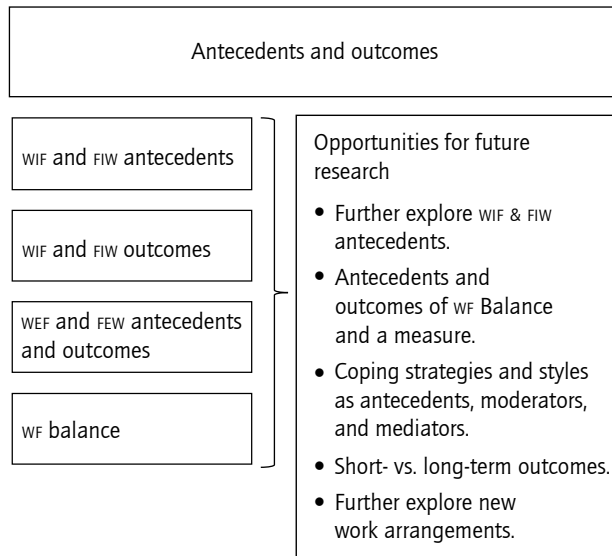 Antecedents and outcomes
WIF and FIW antecedents
WIF and FIW outcomes
WEF and FEW antecedents
and outcomes
WF balance
Opportunities for future
research
• Further explore WIF & FIW
antecedents.
• Antecedents and
outcomes of WF Balance
and a measure.
• Coping strategies and styles
as antecedents, moderators,
and mediators.
• Short- vs. long-term outcomes.
• Further explore new
work arrangements.